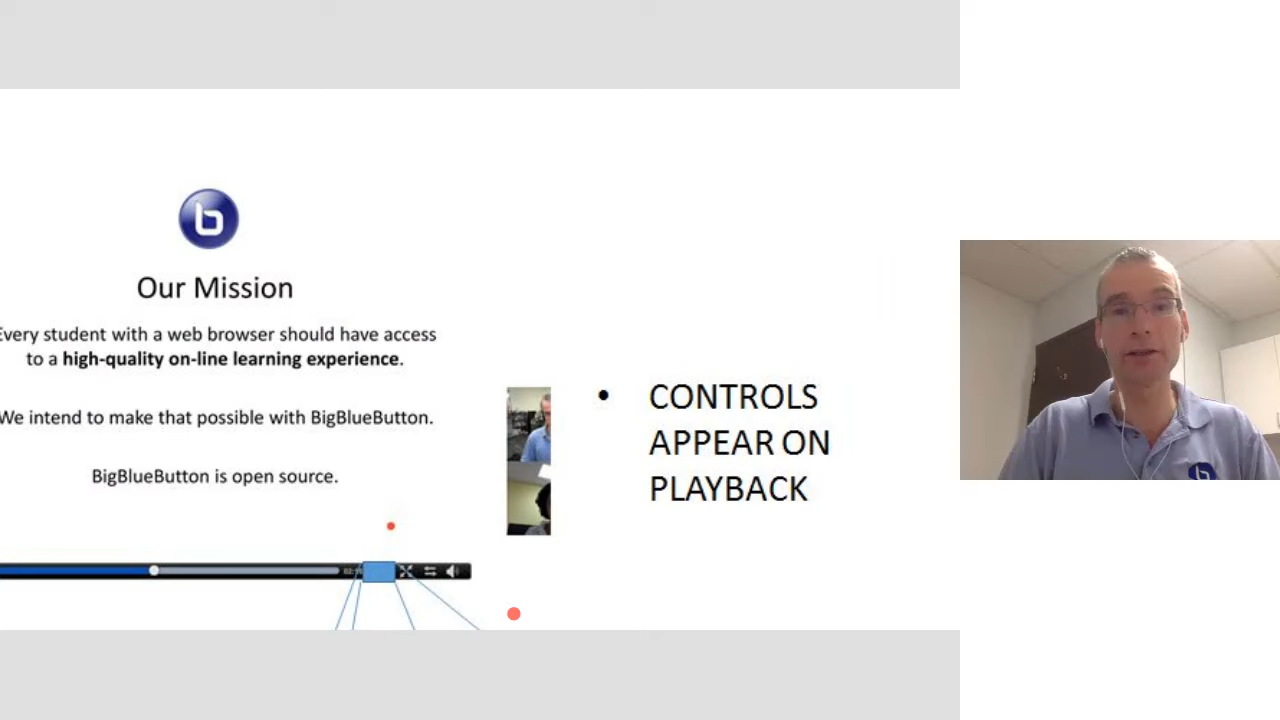 Our Mission
Every student with a web browser should have access
to a high-quality on-line learning experience.
We intend to make that possible with BigBlueButton.
BigBlueButton is open source.
• CONTROLS
APPEAR ON
PLAYBACK